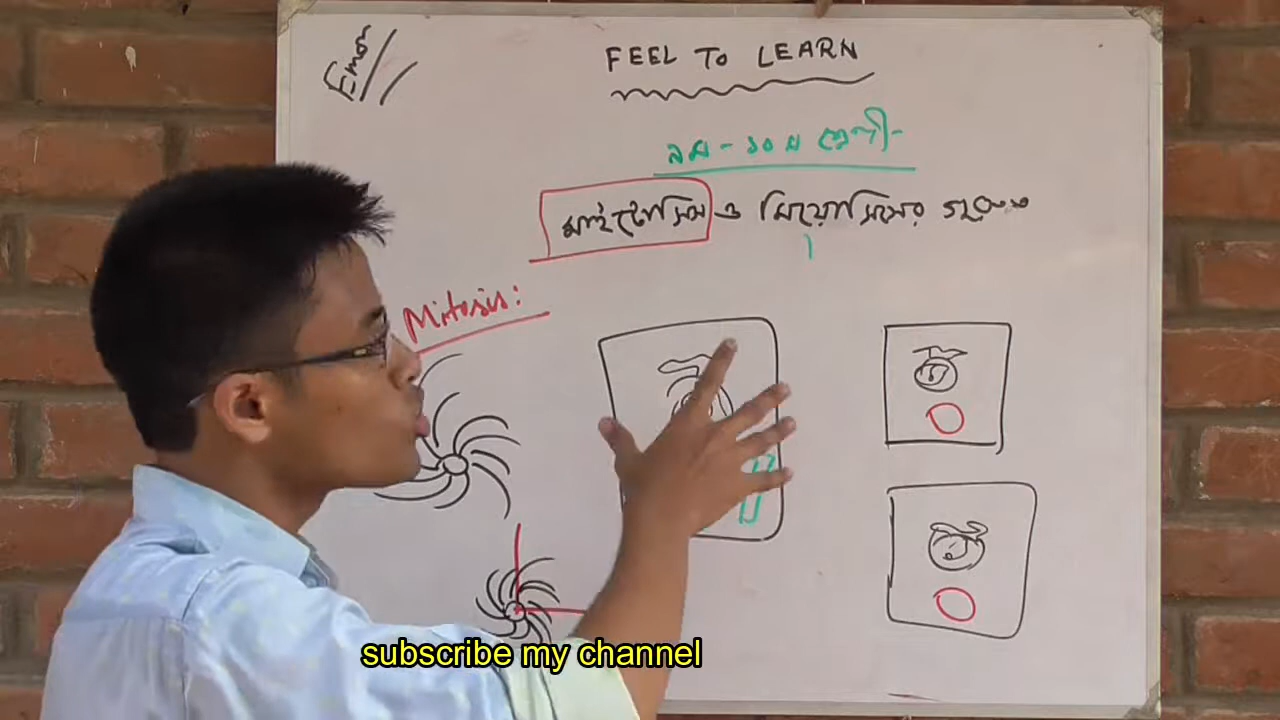 Emon
FEEL TO LEARN
৯ম - ১০ম শ্রেণী-
মাইটোসিস ও মিয়োসিসের
Mitosis:
subscribe my channel